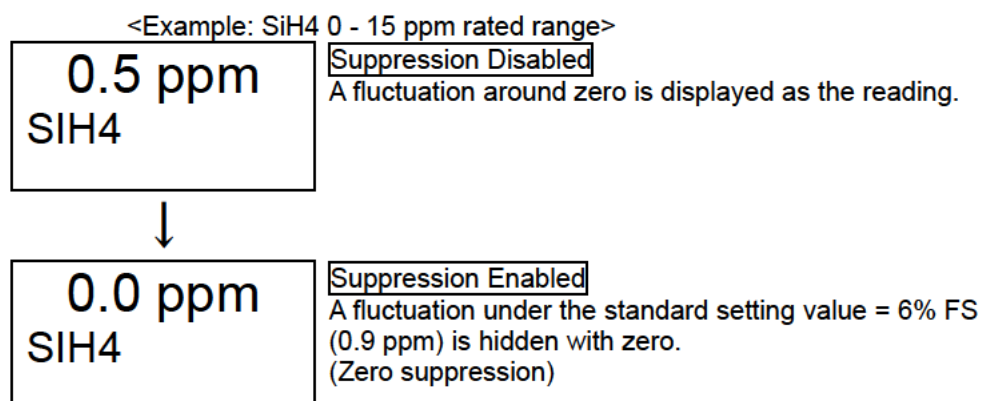 <Example: SiH4 0 - 15 ppm rated range>
0.5 ppm
SIH4
Suppression Disabled
A fluctuation around zero is displayed as the reading.
↓
0.0 ppm
SIH4
Suppression Enabled
A fluctuation under the standard setting value = 6% FS
(0.9 ppm) is hidden with zero.
(Zero suppression)